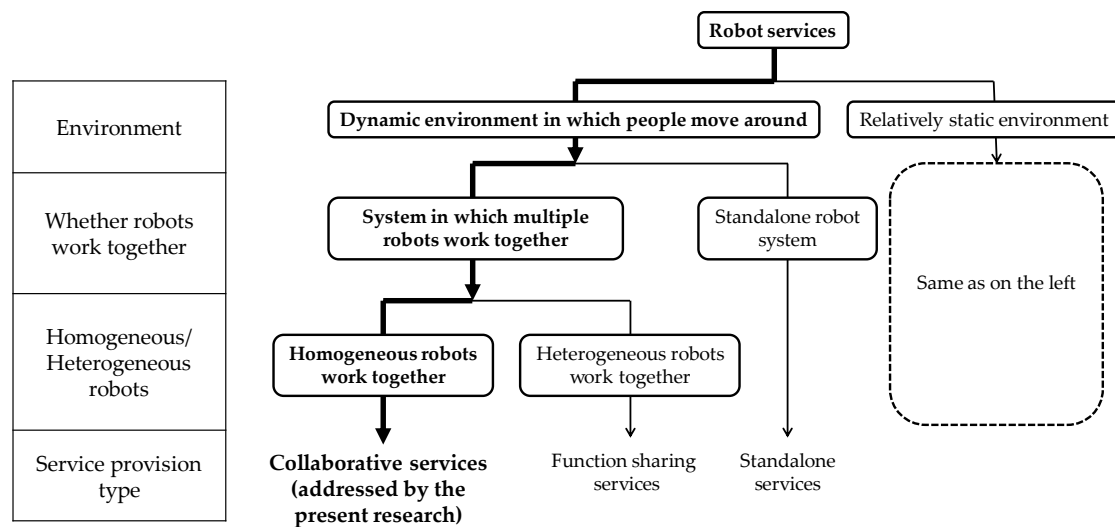 Robot services
Environment
Dynamic environment in which people move around
Relatively static environment
Whether robots
work together
System in which multiple
robots work together
Standalone robot
system
Same as on the left
Homogeneous/
Heterogeneous
robots
Homogeneous robots
work together
Heterogeneous robots
work together
Service provision
type
Collaborative services
(addressed by the
present research)
Function sharing
services
Standalone
services